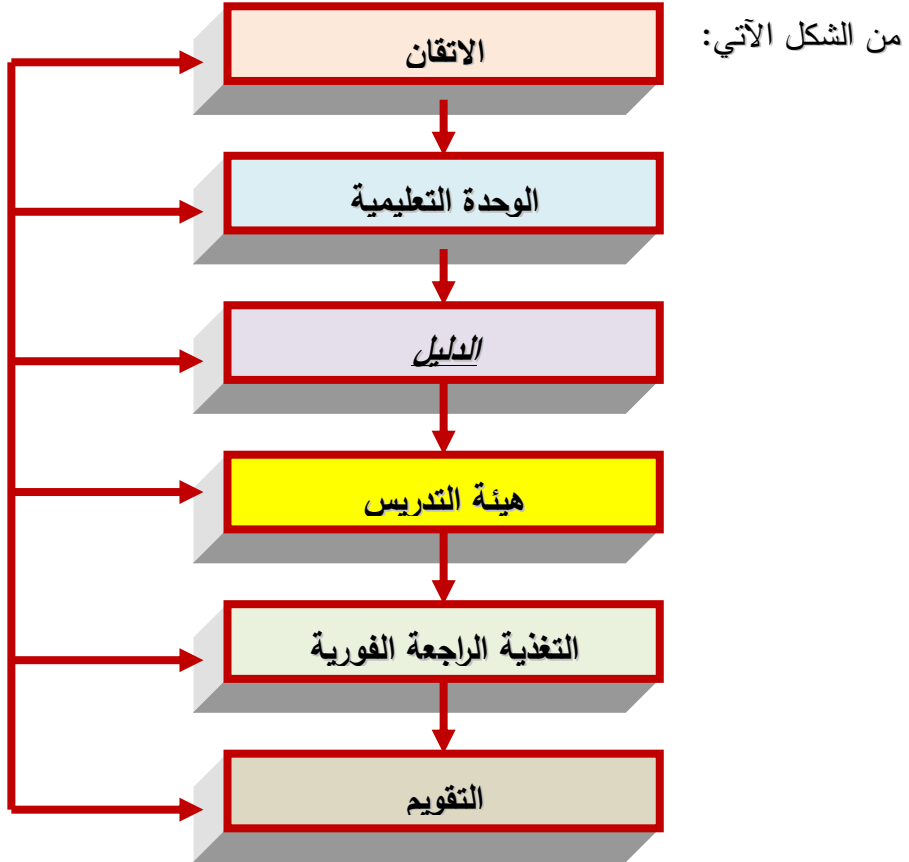 من الشكل الآتي:
الاتقان
الوحدة التعليمية
الدليل
هيئة التدريس
التغذية الراجعة الفورية
التقويم